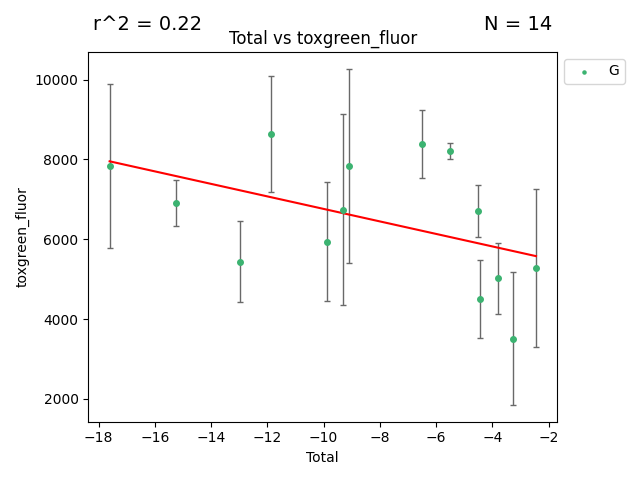 r^2 = 0.22
N = 14
Total vs toxgreen_fluor
G
10000
8000
6000
4000
2000
toxgreen_fluor
−18 −16 −14 −12 −10 −8 −6 −4 −2
Total